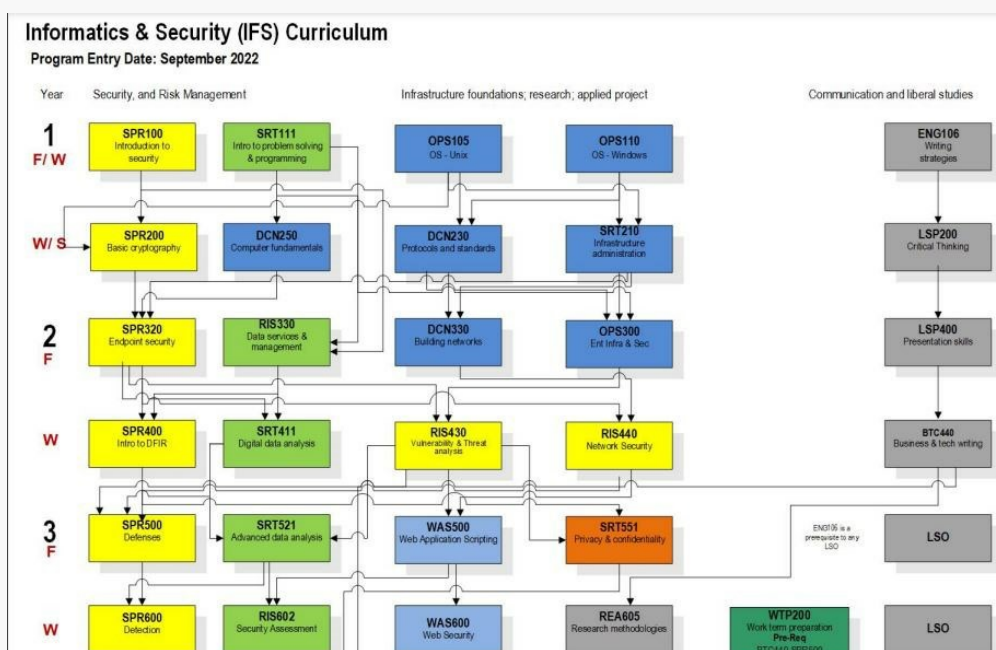 Informatics & Security (IFS) Curriculum
Program Entry Date: September 2022
Year
Security, and Risk Management
Infrastructure foundations; research; applied project
Communication and liberal studies
1
F/ W
SPR100
Introduction to
security
SRT111
Intro to problem solving
& programming
OPS105
OS - Unix
OPS110
OS - Windows
ENG106
Writing
strategies
W/ S
SPR200
Basic cryptography
DCN250
Computer fundamentals
DCN230
Protocols and standards
SRT210
Infrastructure
administration
LSP200
Critical Thinking
2
F
SPR320
Endpoint security
RIS330
Data services &
management
DCN330
Building networks
OPS300
Ent Infra & Sec
LSP400
Presentation skills
W
SPR400
Intro to DFIR
SRT411
Digital data analysis
RIS430
Vulnerability & Threat
analysis
RIS440
Network Security
BTC440
Business & tech writing
3
F
SPR500
Defenses
SRT521
Advanced data analysis
WAS500
Web Application Scripting
SRT551
Privacy & confidentiality
ENG106 is a
prerequisite to any
LSO
LSO
W
SPR600
Detection
RIS602
Security Assessment
WAS600
Web Security
REA605
Research methodologies
WTP200
Work term preparation
Pre-Req
LSO